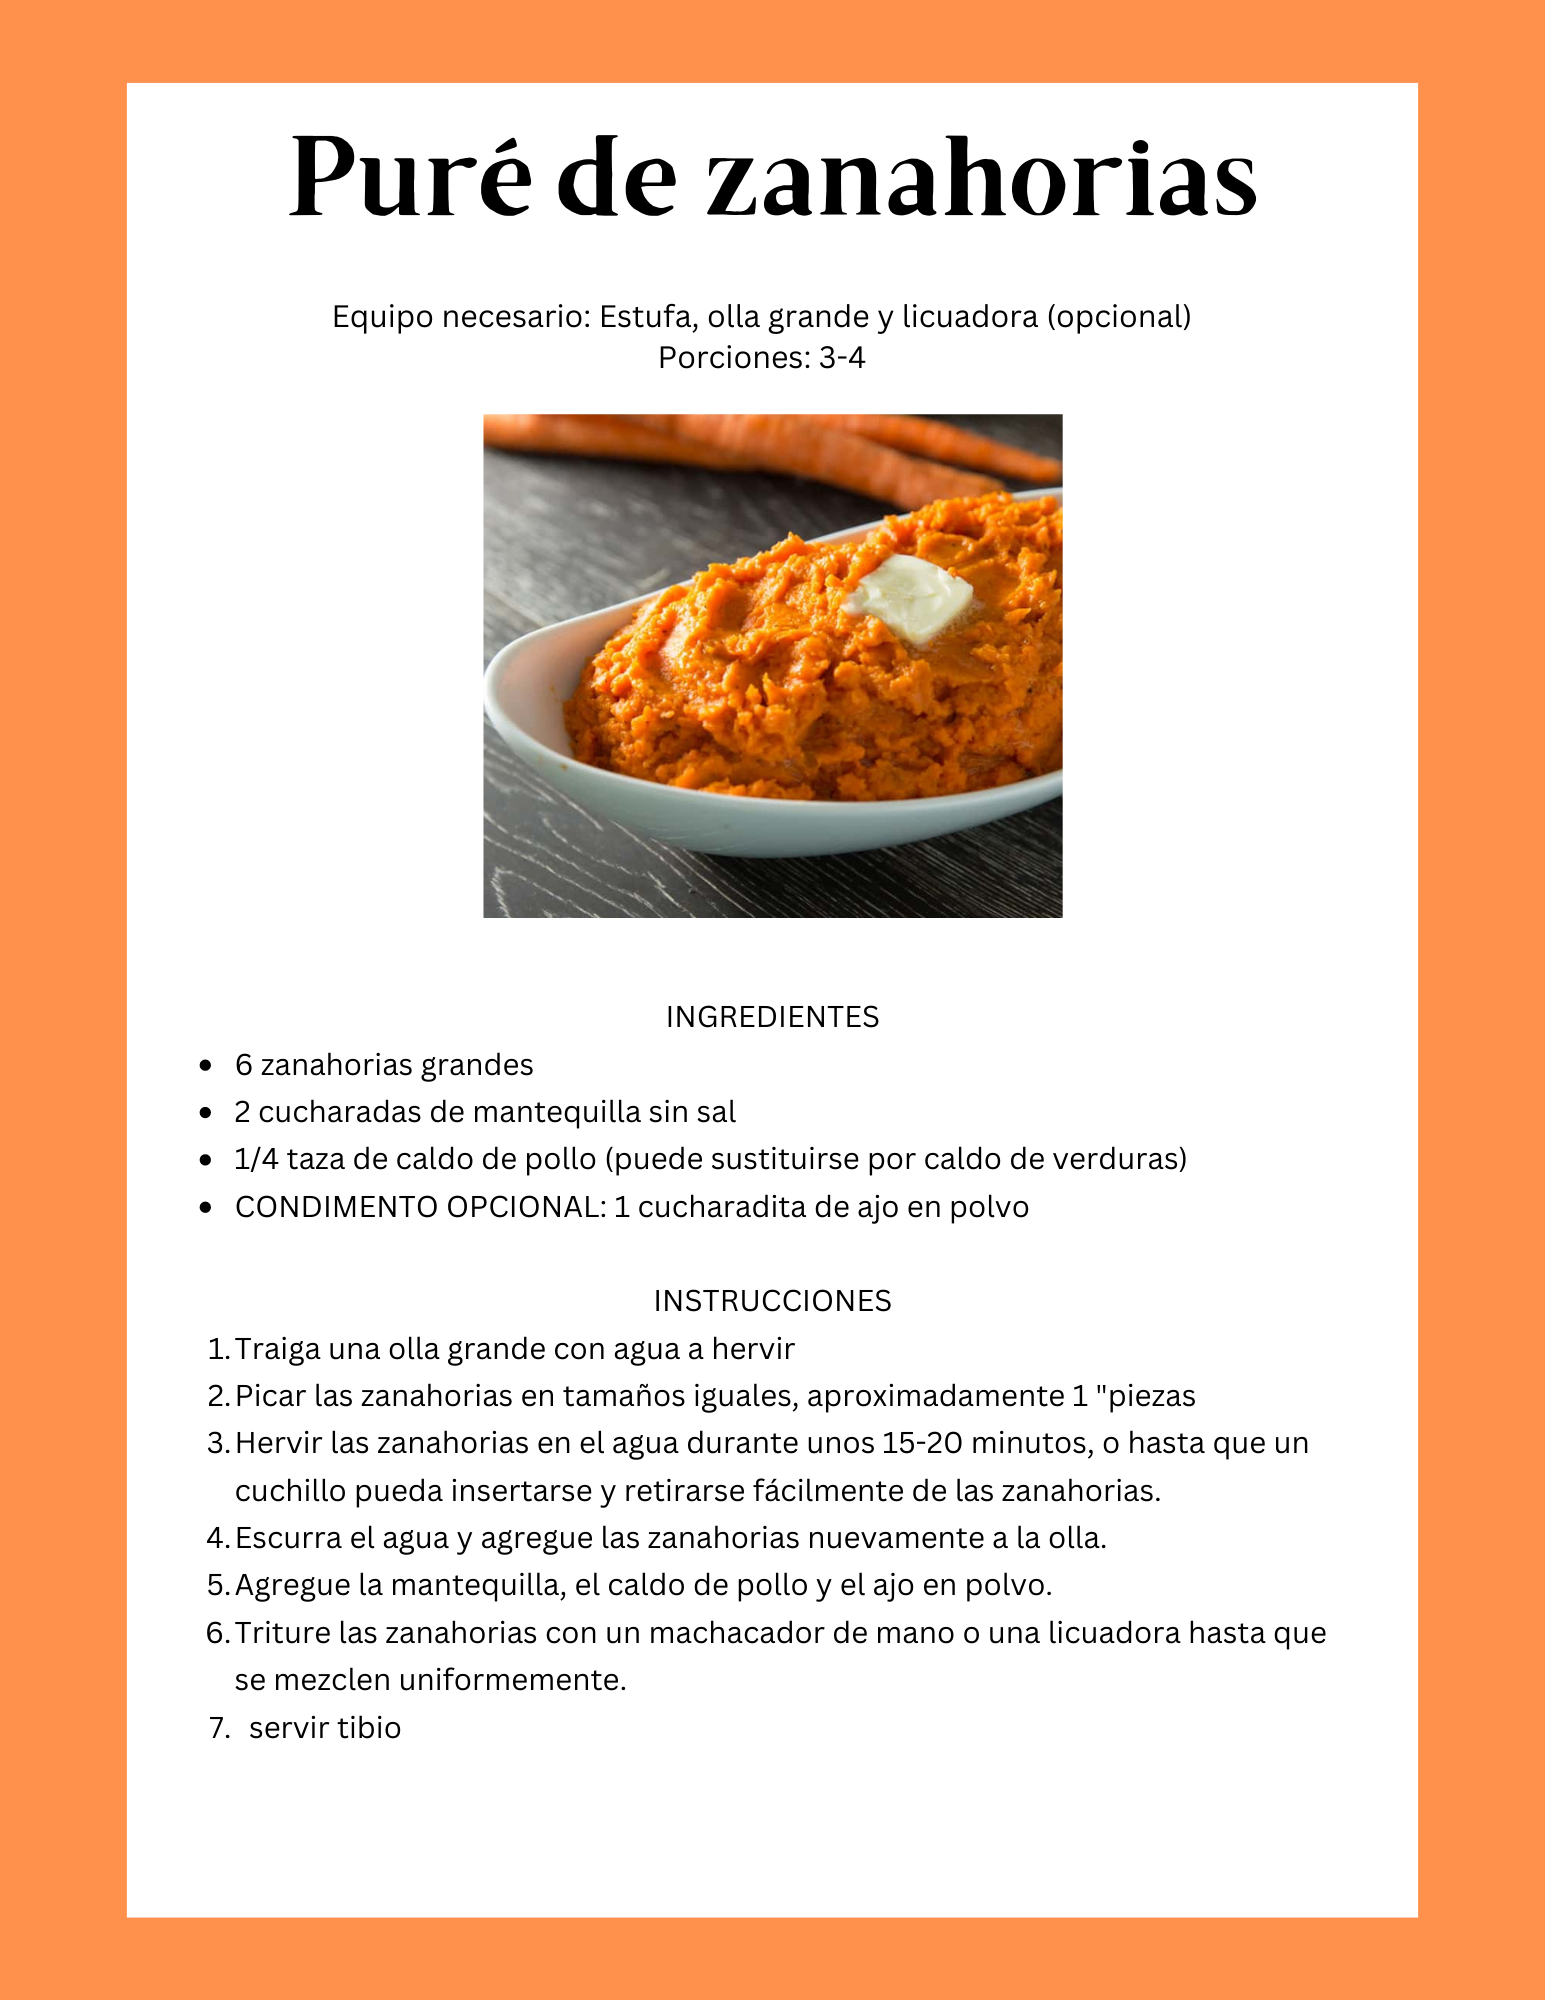 Puré de zanahorias
Equipo necesario: Estufa, olla grande y licuadora (opcional)
Porciones: 3-4
INGREDIENTES
• 6 zanahorias grandes
• 2 cucharadas de mantequilla sin sal
• 1/4 taza de caldo de pollo (puede sustituirse por caldo de verduras)
• CONDIMENTO OPCIONAL: 1 cucharadita de ajo en polvo
INSTRUCCIONES
1. Traiga una olla grande con agua a hervir
2. Picar las zanahorias en tamaños iguales, aproximadamente 1 "piezas
3. Hervir las zanahorias en el agua durante unos 15-20 minutos, o hasta que un
cuchillo pueda insertarse y retirarse fácilmente de las zanahorias.
4. Escurra el agua y agregue las zanahorias nuevamente a la olla.
5. Agregue la mantequilla, el caldo de pollo y el ajo en polvo.
6. Triture las zanahorias con un machacador de mano o una licuadora hasta que
se mezclen uniformemente.
7. servir tibio